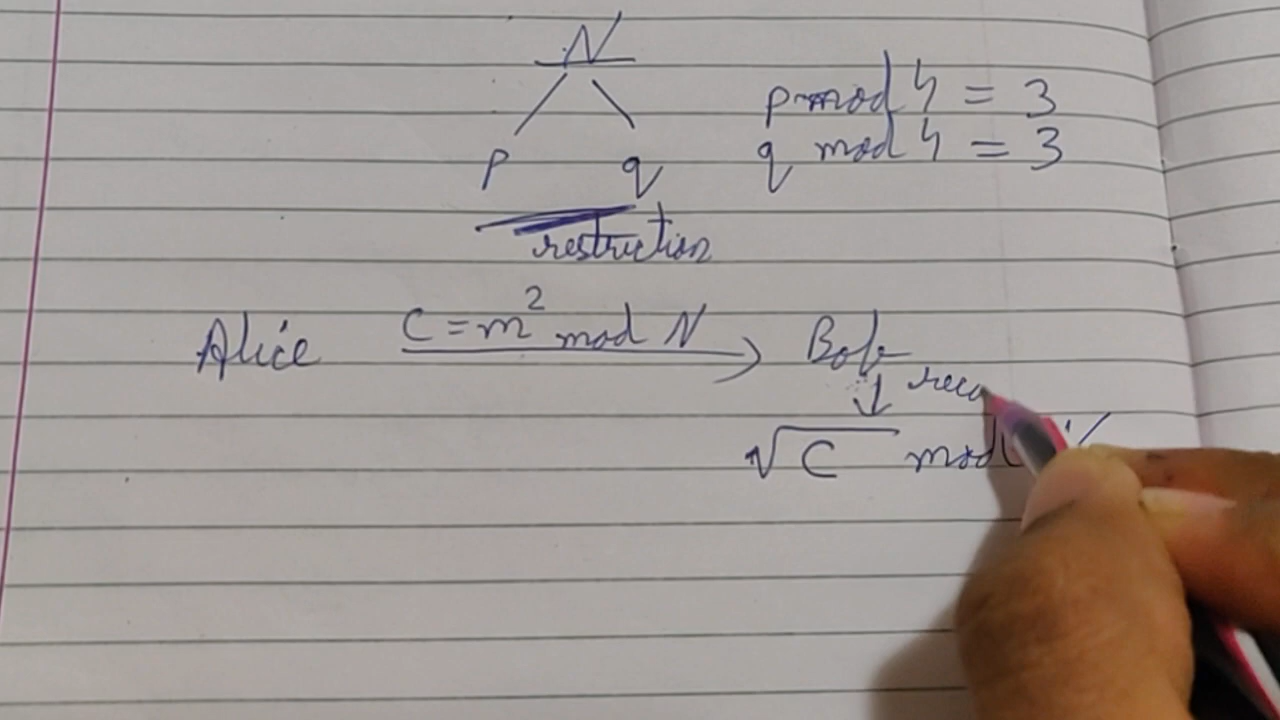 N
p q
p mod 4 = 3
q mod 4 = 3
restriction
Alice C = m² mod N Bob
√C mod